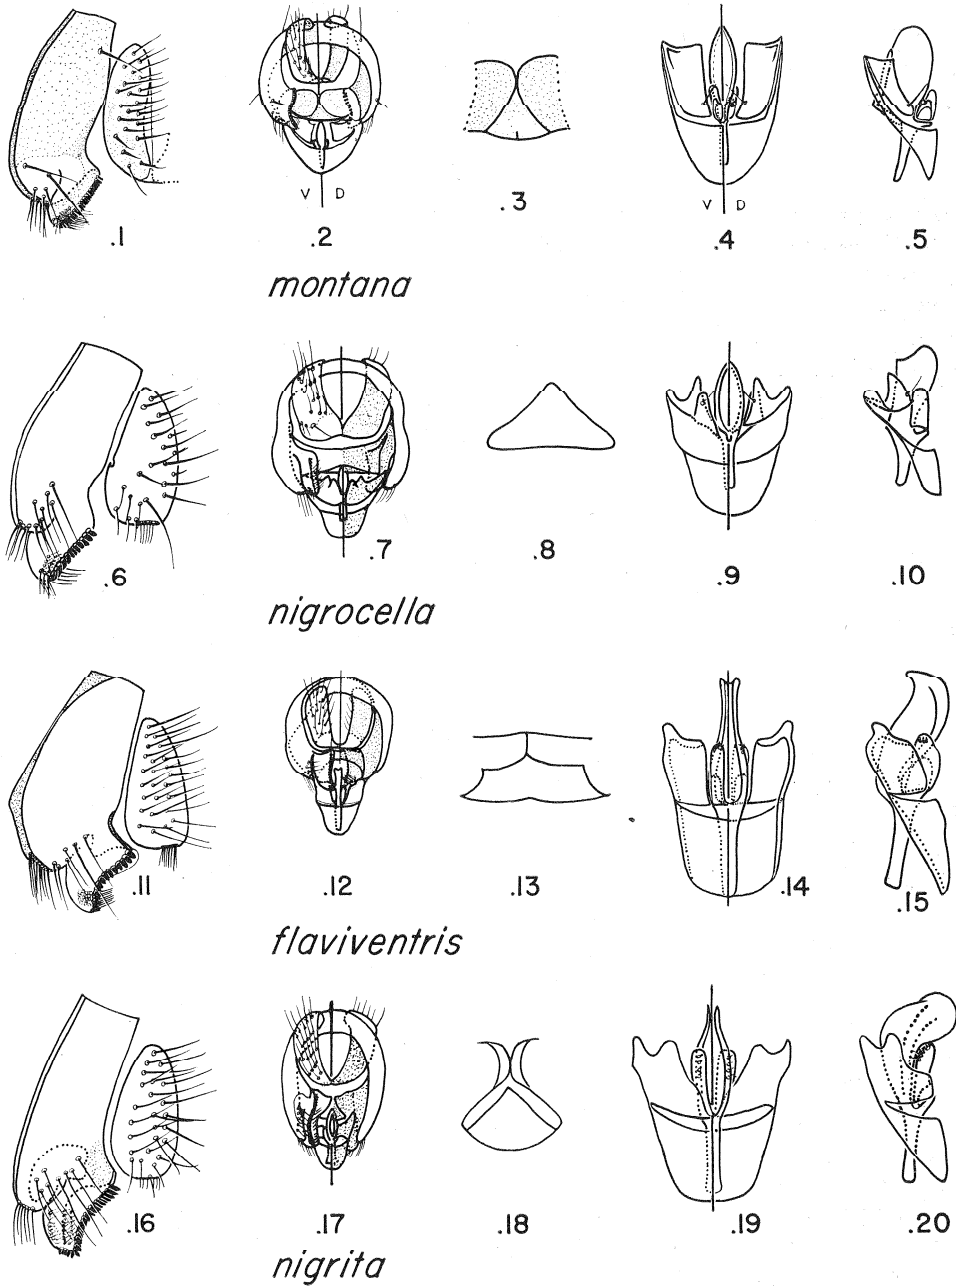 .1 .2 V D .3 .4 V D .5
montana
.6 .7 .8 .9 .10
nigrocella
.11 .12 .13 .14 .15
flaviventris
.16 .17 .18 .19 .20
nigrita